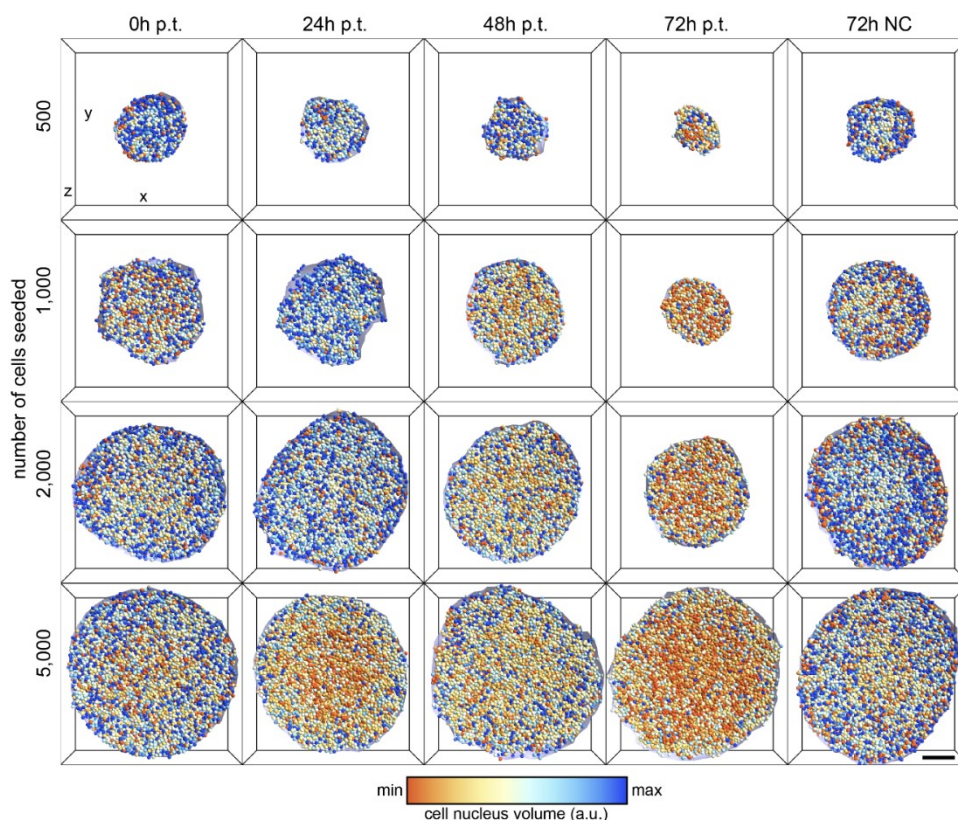 0h p.t. 24h p.t. 48h p.t. 72h p.t. 72h NC
number of cells seeded
500
y
z
x
1,000
2,000
5,000
min max
cell nucleus volume (a.u.)